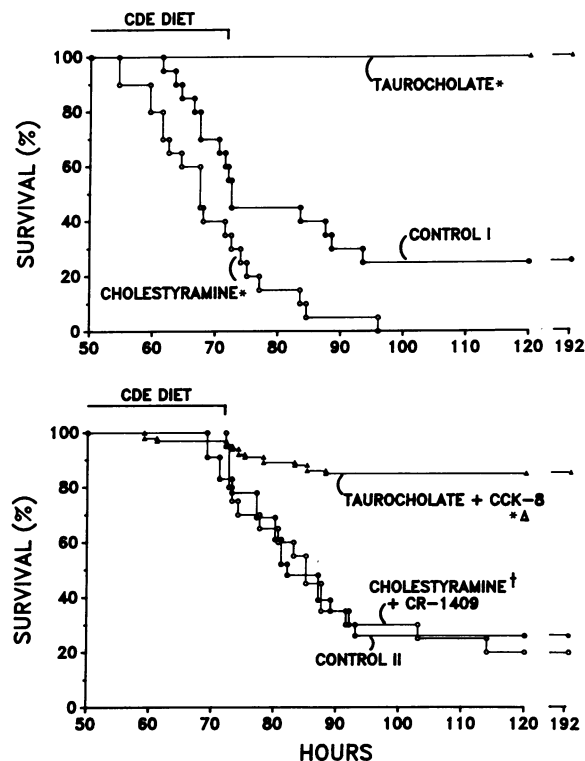 CDE DIET
100
80
60
40
20
0
SURVIVAL (%)
TAUROCHOLATE*
CONTROL I
CHOLESTYRAMINE*
50 60 70 80 90 100 110 120 192
CDE DIET
100
80
60
40
20
0
SURVIVAL (%)
TAUROCHOLATE + CCK-8
*Δ
CHOLESTYRAMINE†
+ CR-1409
CONTROL II
50 60 70 80 90 100 110 120 192
HOURS